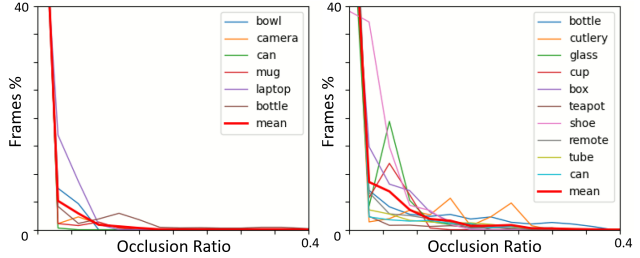 40
Frames %
0
Occlusion Ratio
0.4
bowl
camera
can
mug
laptop
bottle
mean
40
Frames %
0
Occlusion Ratio
0.4
bottle
cutlery
glass
cup
box
teapot
shoe
remote
tube
can
mean